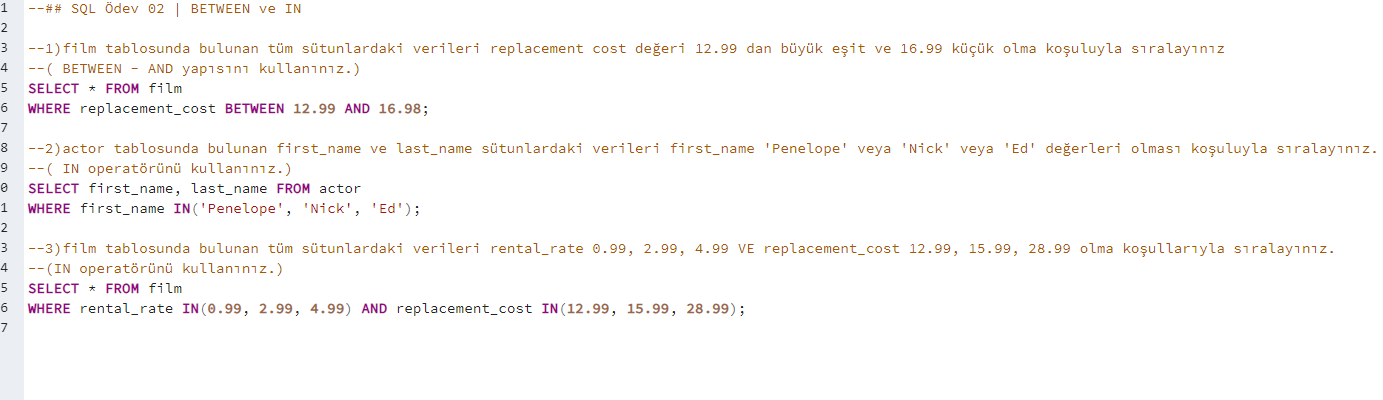 1 --## SQL Ödev 02 | BETWEEN ve IN
2
3 --1)film tablosunda bulunan tüm sütunlardaki verileri replacement cost değeri 12.99 dan büyük eşit ve 16.99 küçük olma koşuluyla sıralayınız
4 --( BETWEEN - AND yapısını kullanınız.)
5 SELECT * FROM film
6 WHERE replacement_cost BETWEEN 12.99 AND 16.98;
7
8 --2)actor tablosunda bulunan first_name ve last_name sütunlardaki verileri first_name 'Penelope' veya 'Nick' veya 'Ed' değerleri olması koşuluyla sıralayınız.
9 --( IN operatörünü kullanınız.)
0 SELECT first_name, last_name FROM actor
1 WHERE first_name IN('Penelope', 'Nick', 'Ed');
2
3 --3)film tablosunda bulunan tüm sütunlardaki verileri rental_rate 0.99, 2.99, 4.99 VE replacement_cost 12.99, 15.99, 28.99 olma koşullarıyla sıralayınız.
4 --(IN operatörünü kullanınız.)
5 SELECT * FROM film
6 WHERE rental_rate IN(0.99, 2.99, 4.99) AND replacement_cost IN(12.99, 15.99, 28.99);
7